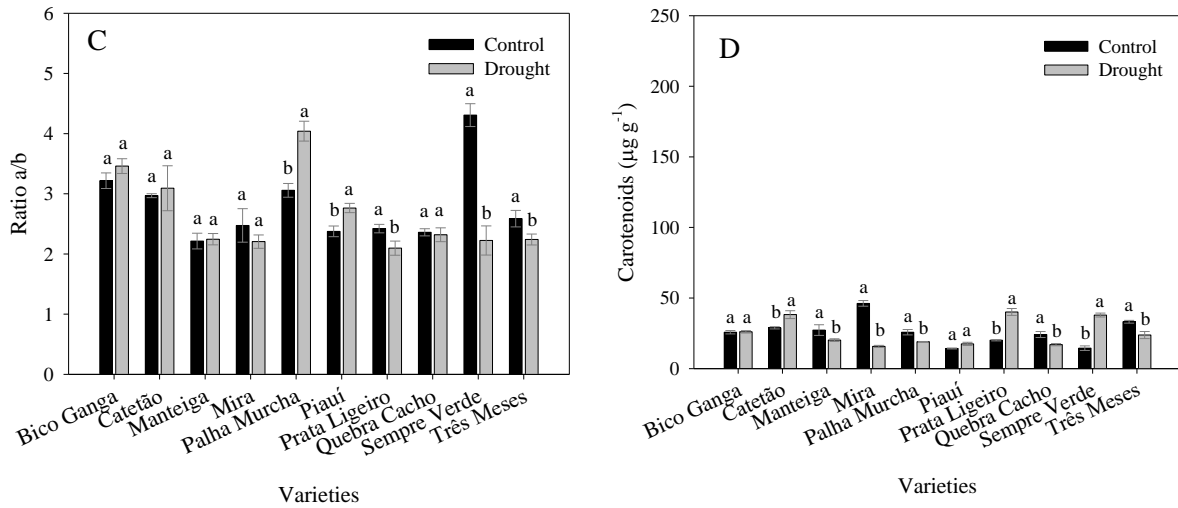 C
Control
Drought
Ratio a/b
6
5
4
3
2
1
0
a a a a a a a a b a b a a b a a a b a b
Bico Ganga
Catetão
Manteiga
Mira
Palha Murcha
Piauí
Prata Ligeiro
Quebra Cacho
Sempre Verde
Três Meses
Varieties
D
Control
Drought
Carotenoids (µg g⁻¹)
250
200
150
100
50
0
a a b a a b a b a b a a b a a b b a a b
Bico Ganga
Catetão
Manteiga
Mira
Palha Murcha
Piauí
Prata Ligeiro
Quebra Cacho
Sempre Verde
Três Meses
Varieties